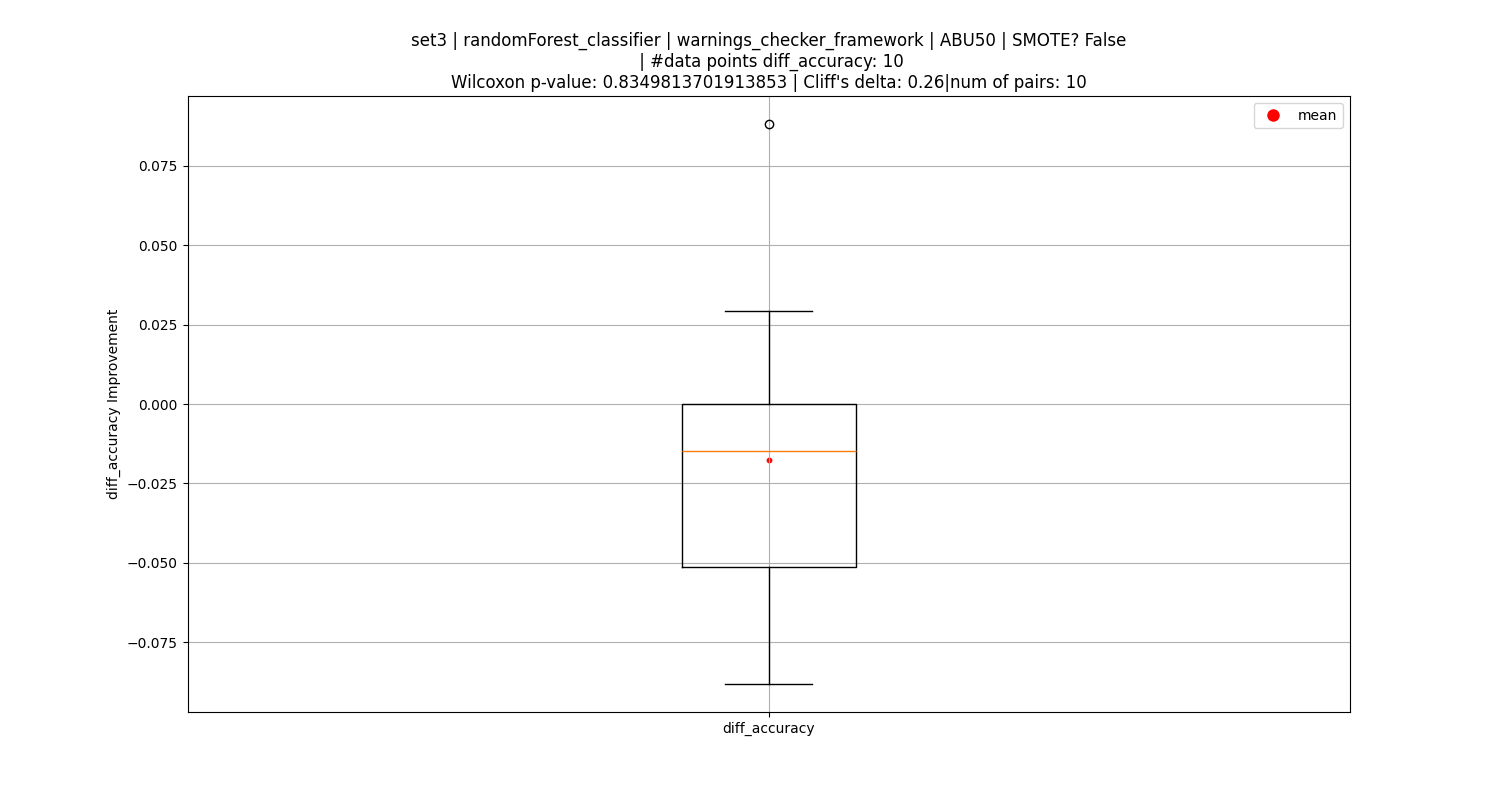 set3 | randomForest_classifier | warnings_checker_framework | ABU50 | SMOTE? False
| #data points diff_accuracy: 10
Wilcoxon p-value: 0.8349813701913853 | Cliff's delta: 0.26|num of pairs: 10
mean
0.075
0.050
0.025
0.000
−0.025
−0.050
−0.075
diff_accuracy Improvement
diff_accuracy